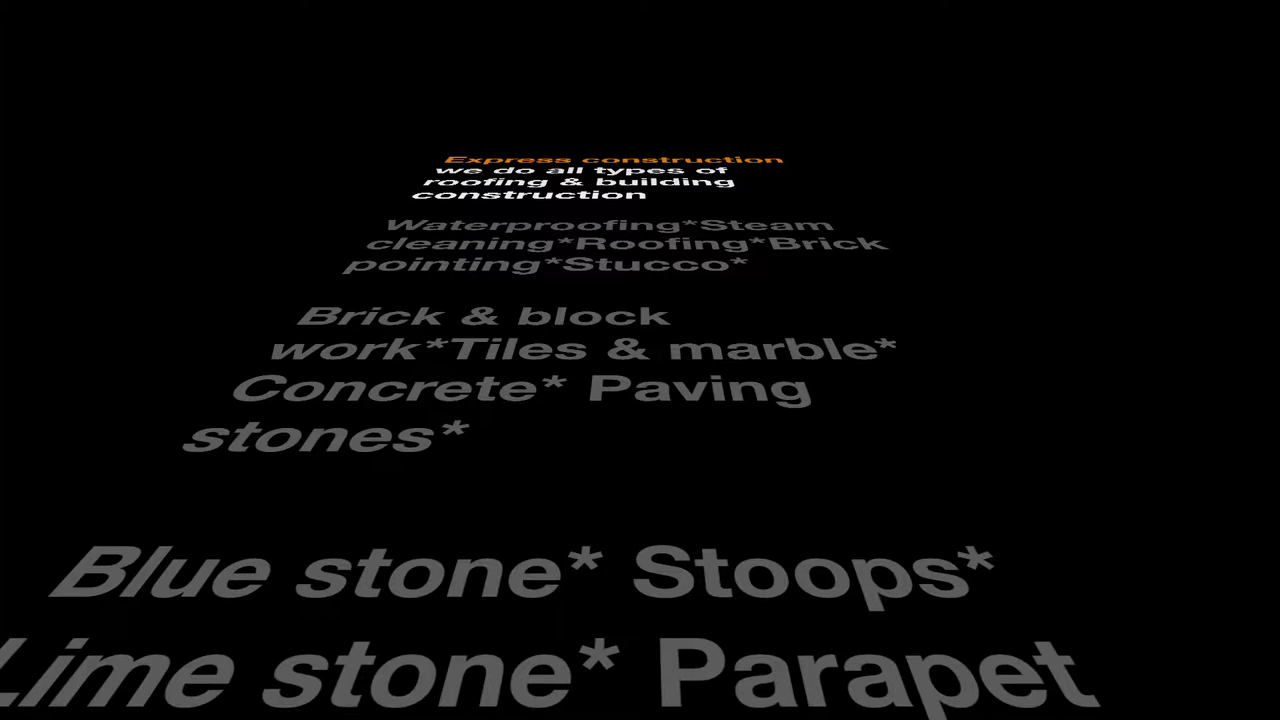 Express construction
we do all types of
roofing & building
construction
Waterproofing*Steam
cleaning*Roofing*Brick
pointing*Stucco*
Brick & block
work*Tiles & marble*
Concrete* Paving
stones*
Blue stone* Stoops*
Lime stone* Parapet